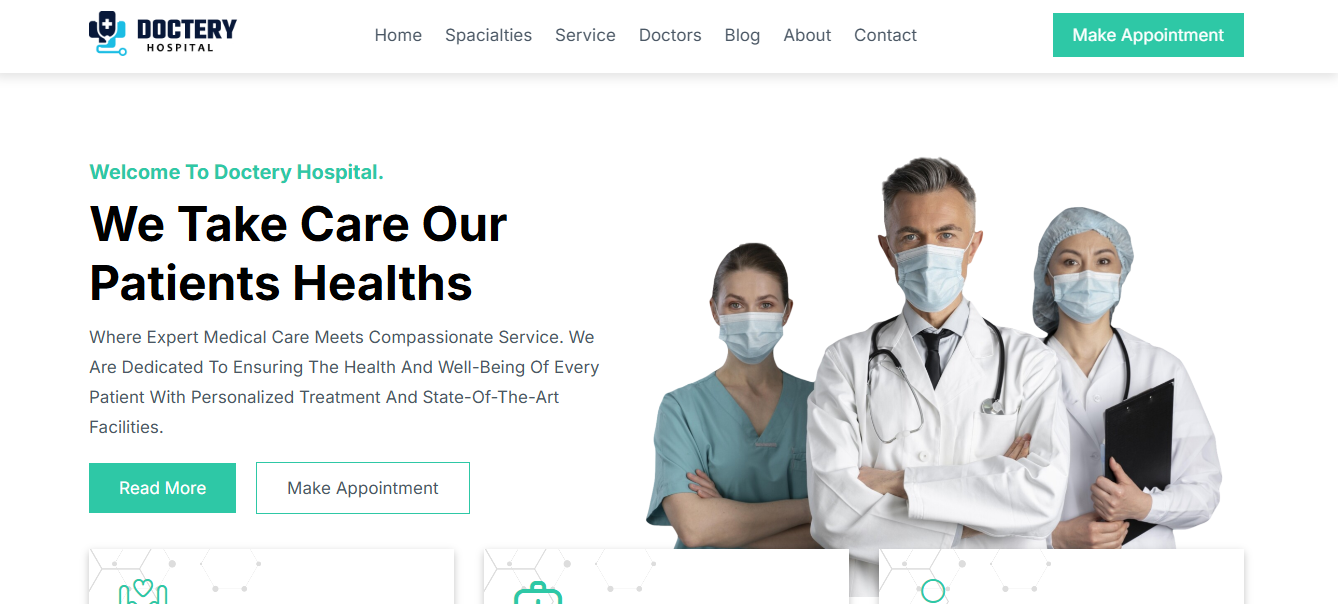 DOCTERY
HOSPITAL
Home Spacialties Service Doctors Blog About Contact
Make Appointment
Welcome To Doctery Hospital.
We Take Care Our
Patients Healths
Where Expert Medical Care Meets Compassionate Service. We
Are Dedicated To Ensuring The Health And Well-Being Of Every
Patient With Personalized Treatment And State-Of-The-Art
Facilities.
Read More
Make Appointment